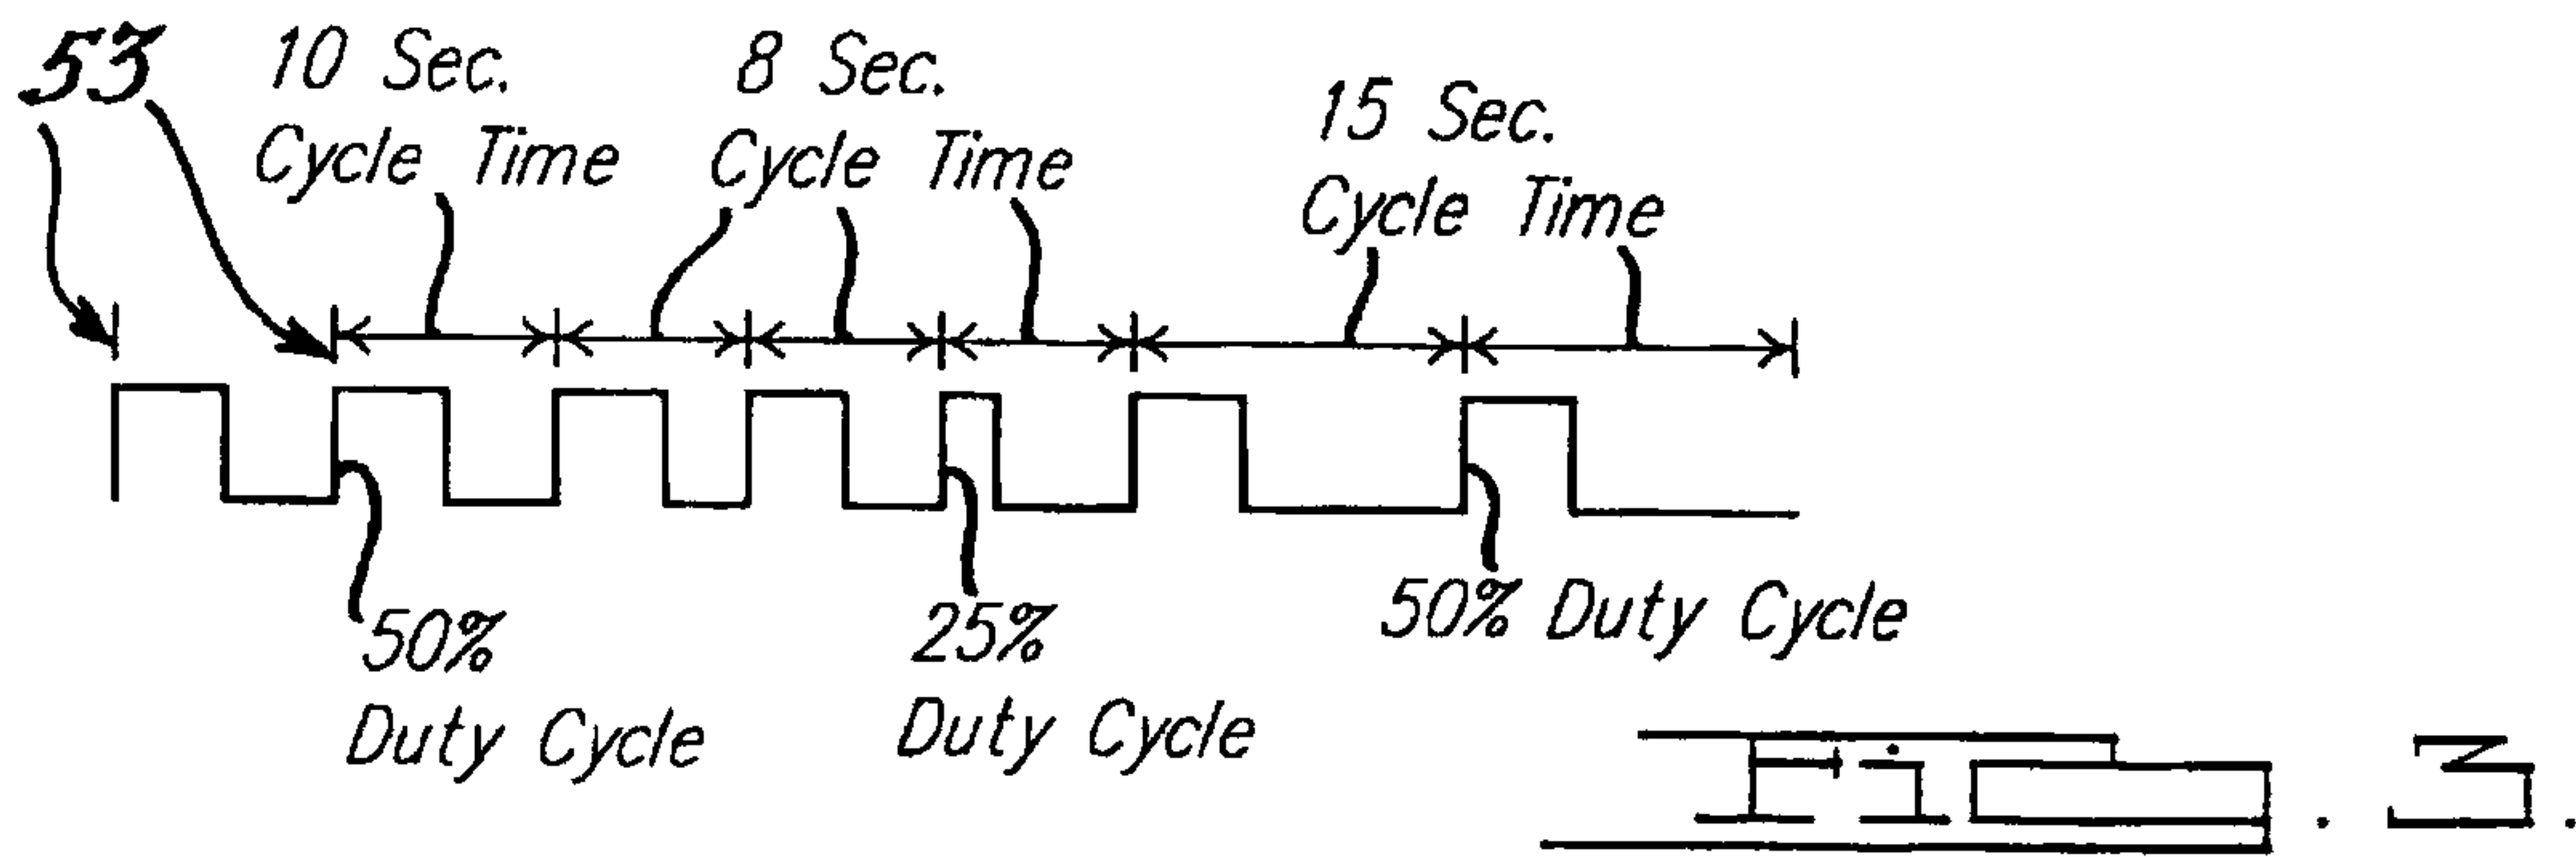 53
10 Sec.
Cycle Time
8 Sec.
Cycle Time
15 Sec.
Cycle Time
50%
Duty Cycle
25%
Duty Cycle
50% Duty Cycle
Fig. 3.